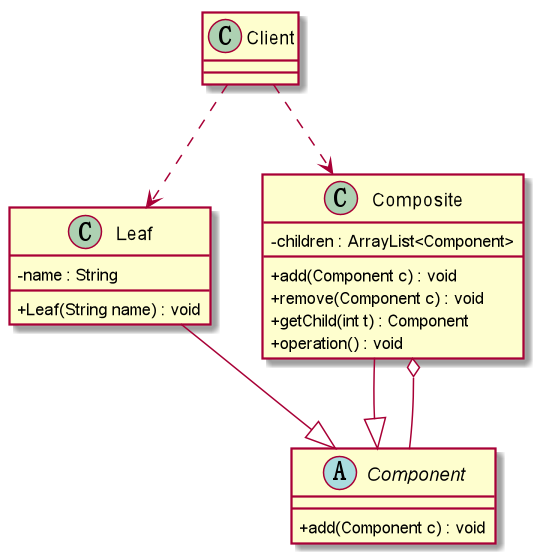 C Client
C Leaf
-name : String
+Leaf(String name) : void
C Composite
-children : ArrayList<Component>
+add(Component c) : void
+remove(Component c) : void
+getChild(int t) : Component
+operation() : void
A Component
+add(Component c) : void